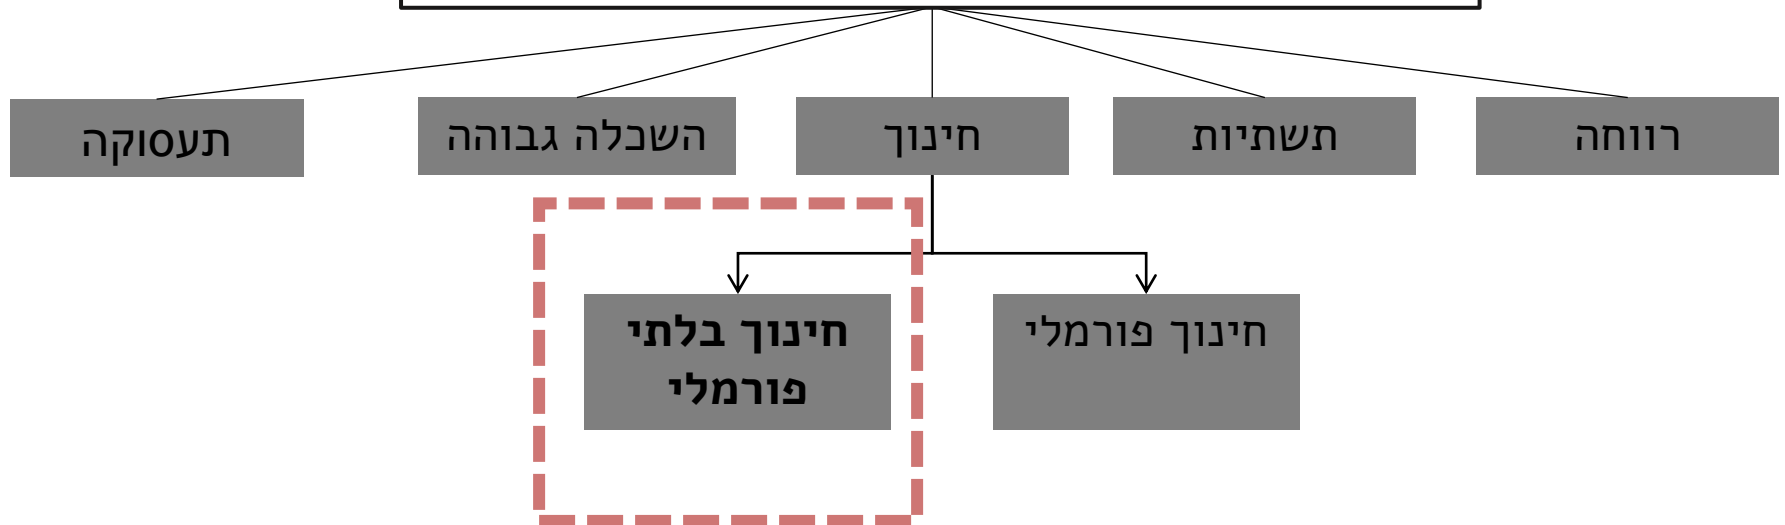 רווחה
תשתיות
חינוך
השכלה גבוהה
תעסוקה
חינוך פורמלי
חינוך בלתי
פורמלי